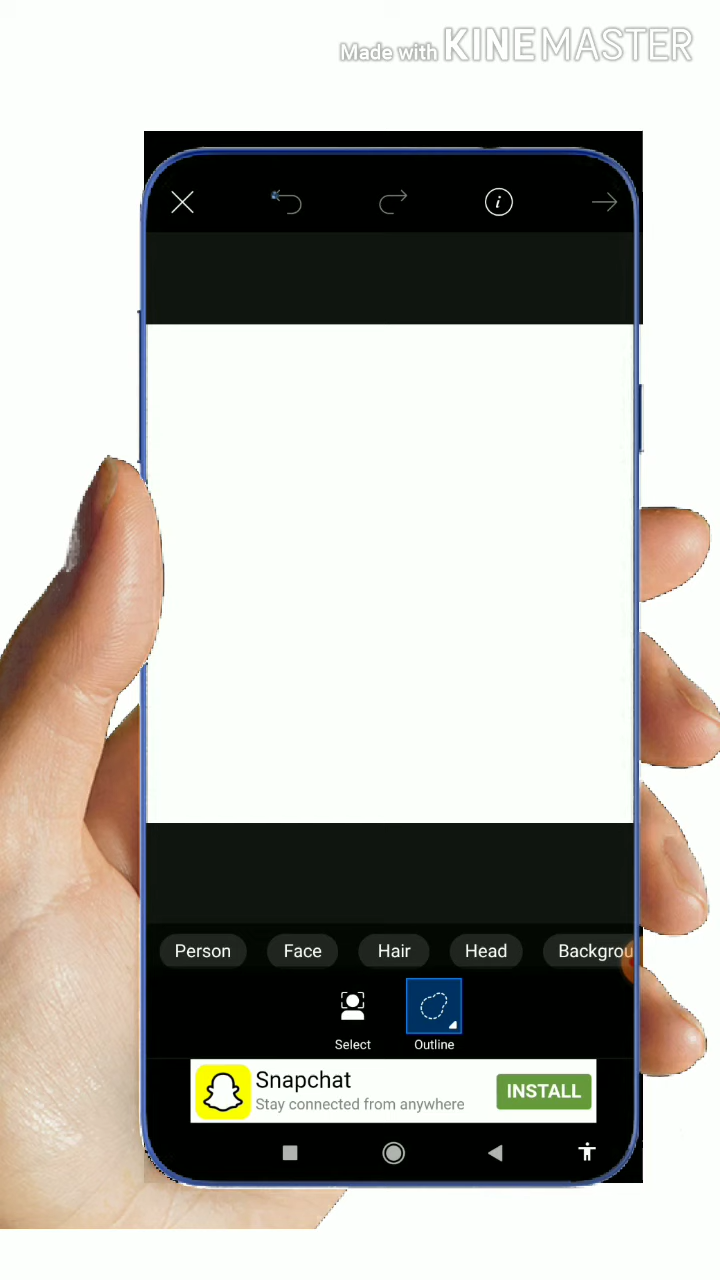 Made with KINEMASTER
i
Person Face Hair Head Backgrou
Select Outline
Snapchat
Stay connected from anywhere
INSTALL